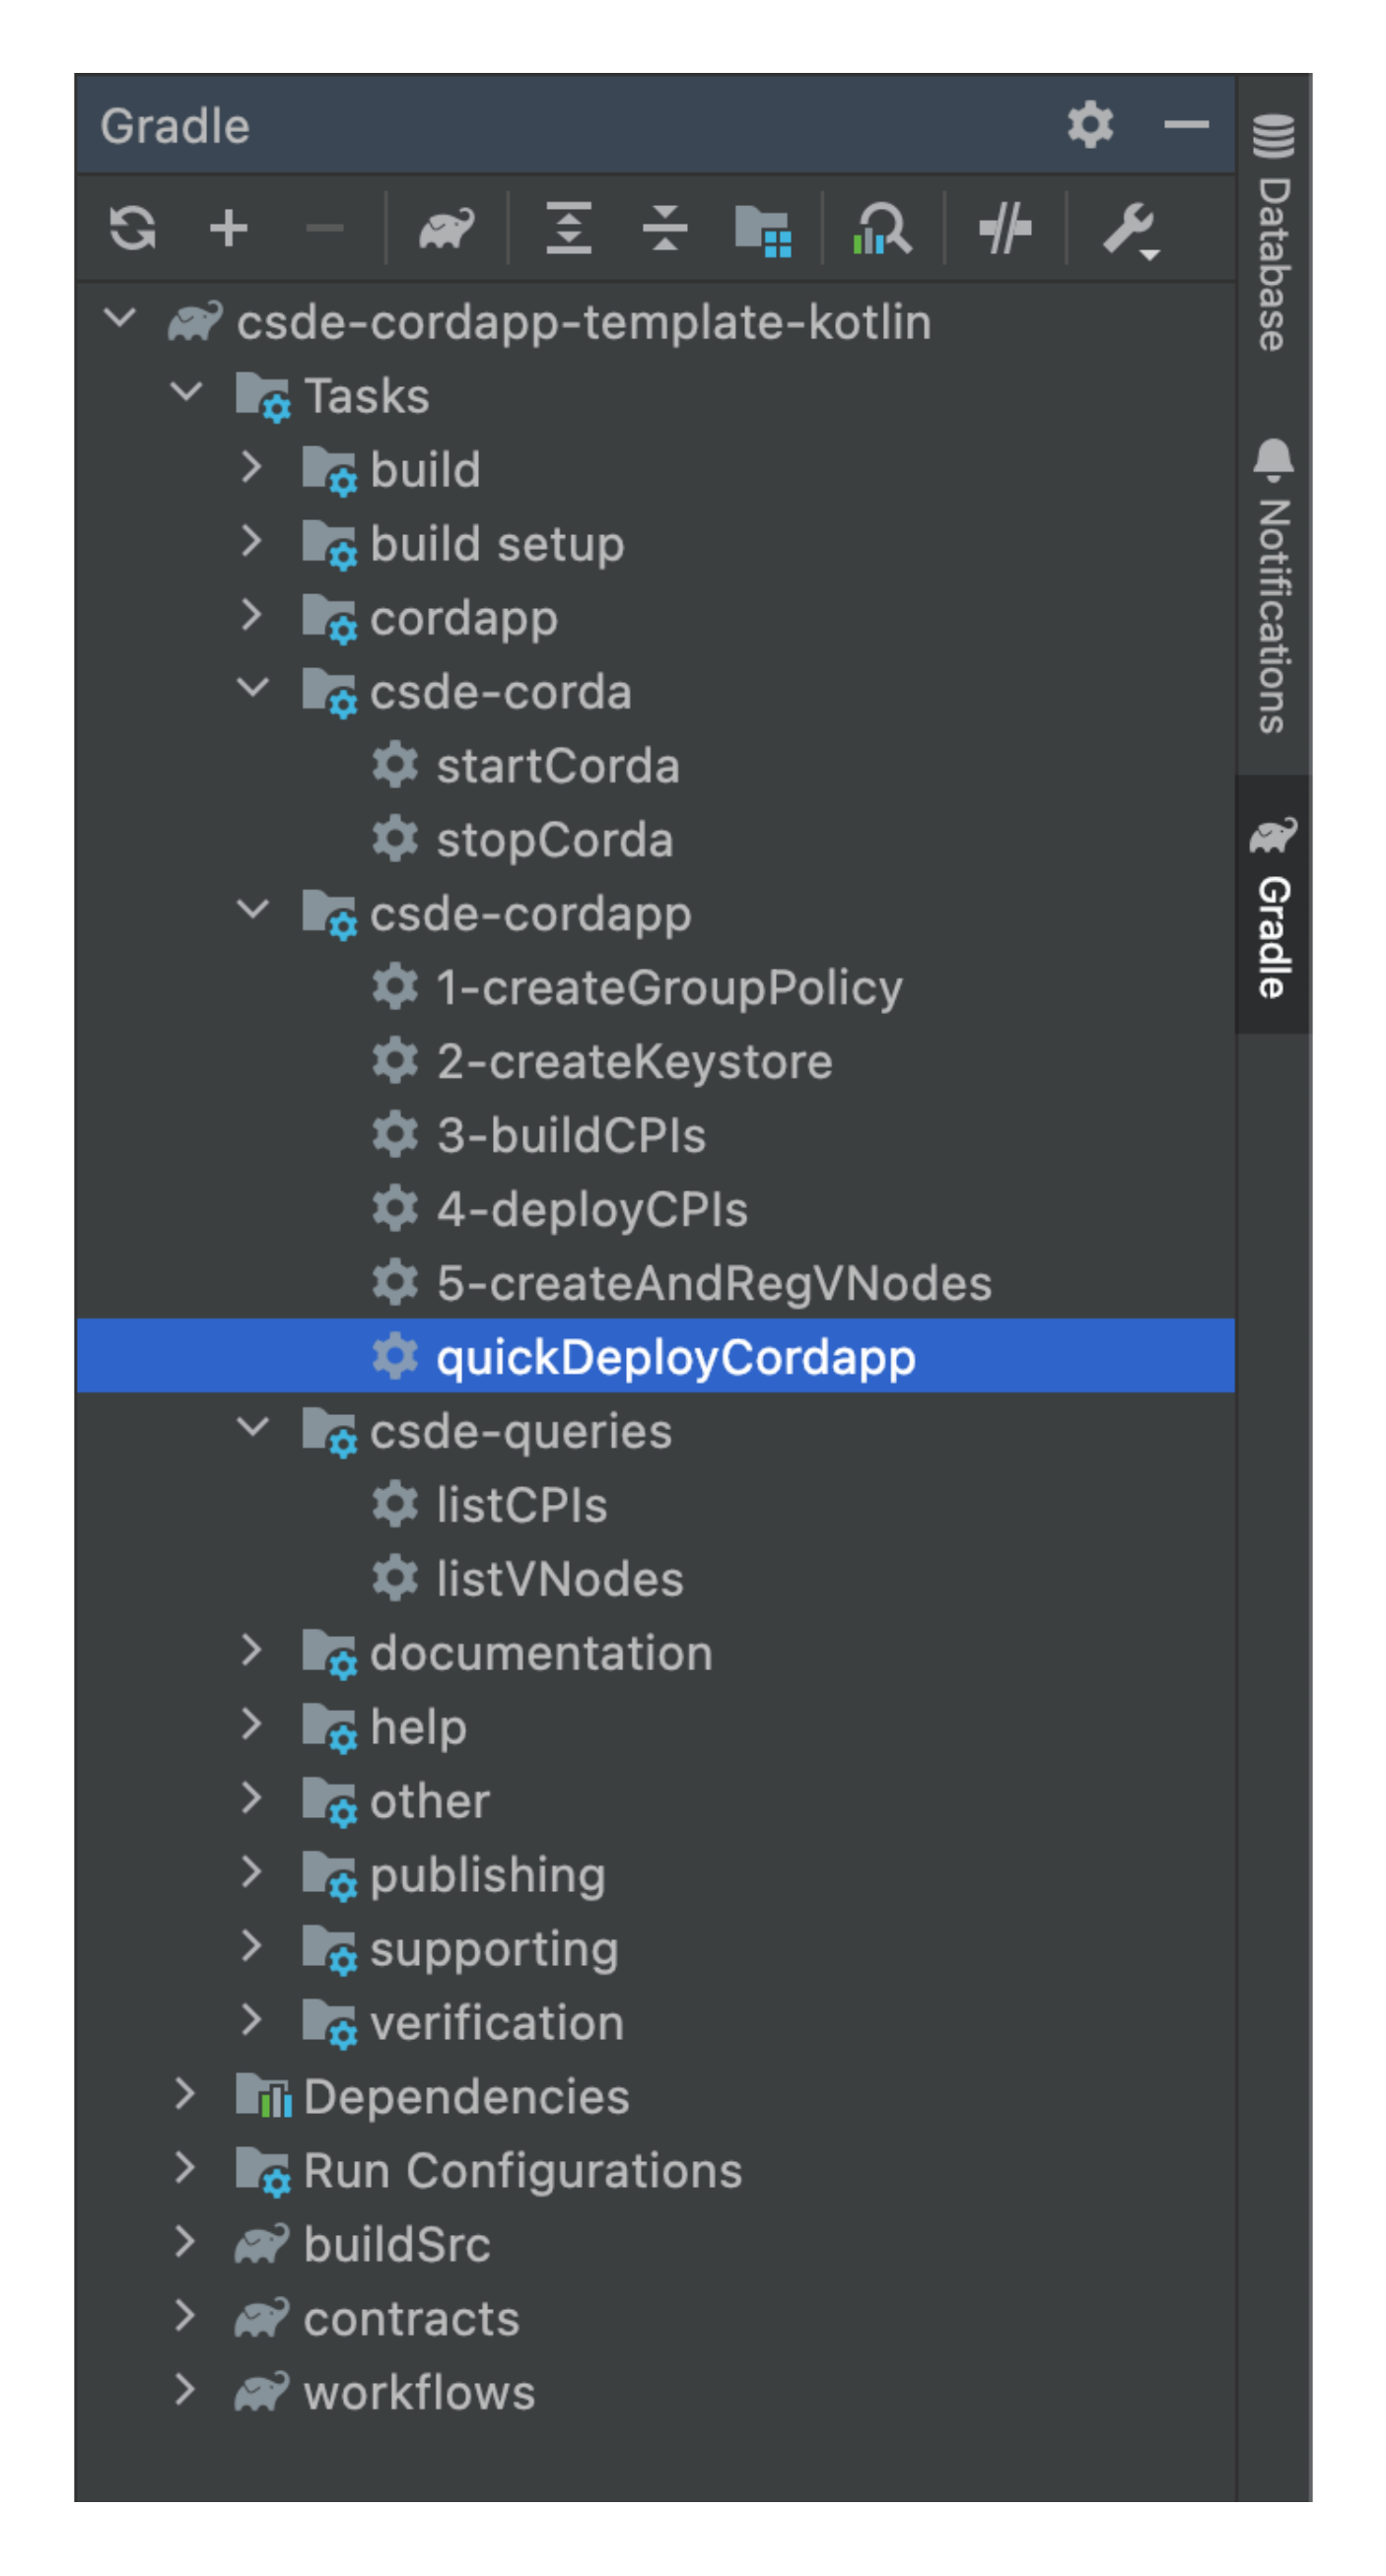 Gradle
csde-cordapp-template-kotlin
Tasks
build
build setup
cordapp
csde-corda
startCorda
stopCorda
csde-cordapp
1-createGroupPolicy
2-createKeystore
3-buildCPIs
4-deployCPIs
5-createAndRegVNodes
quickDeployCordapp
csde-queries
listCPIs
listVNodes
documentation
help
other
publishing
supporting
verification
Dependencies
Run Configurations
buildSrc
contracts
workflows
Database
Notifications
Gradle